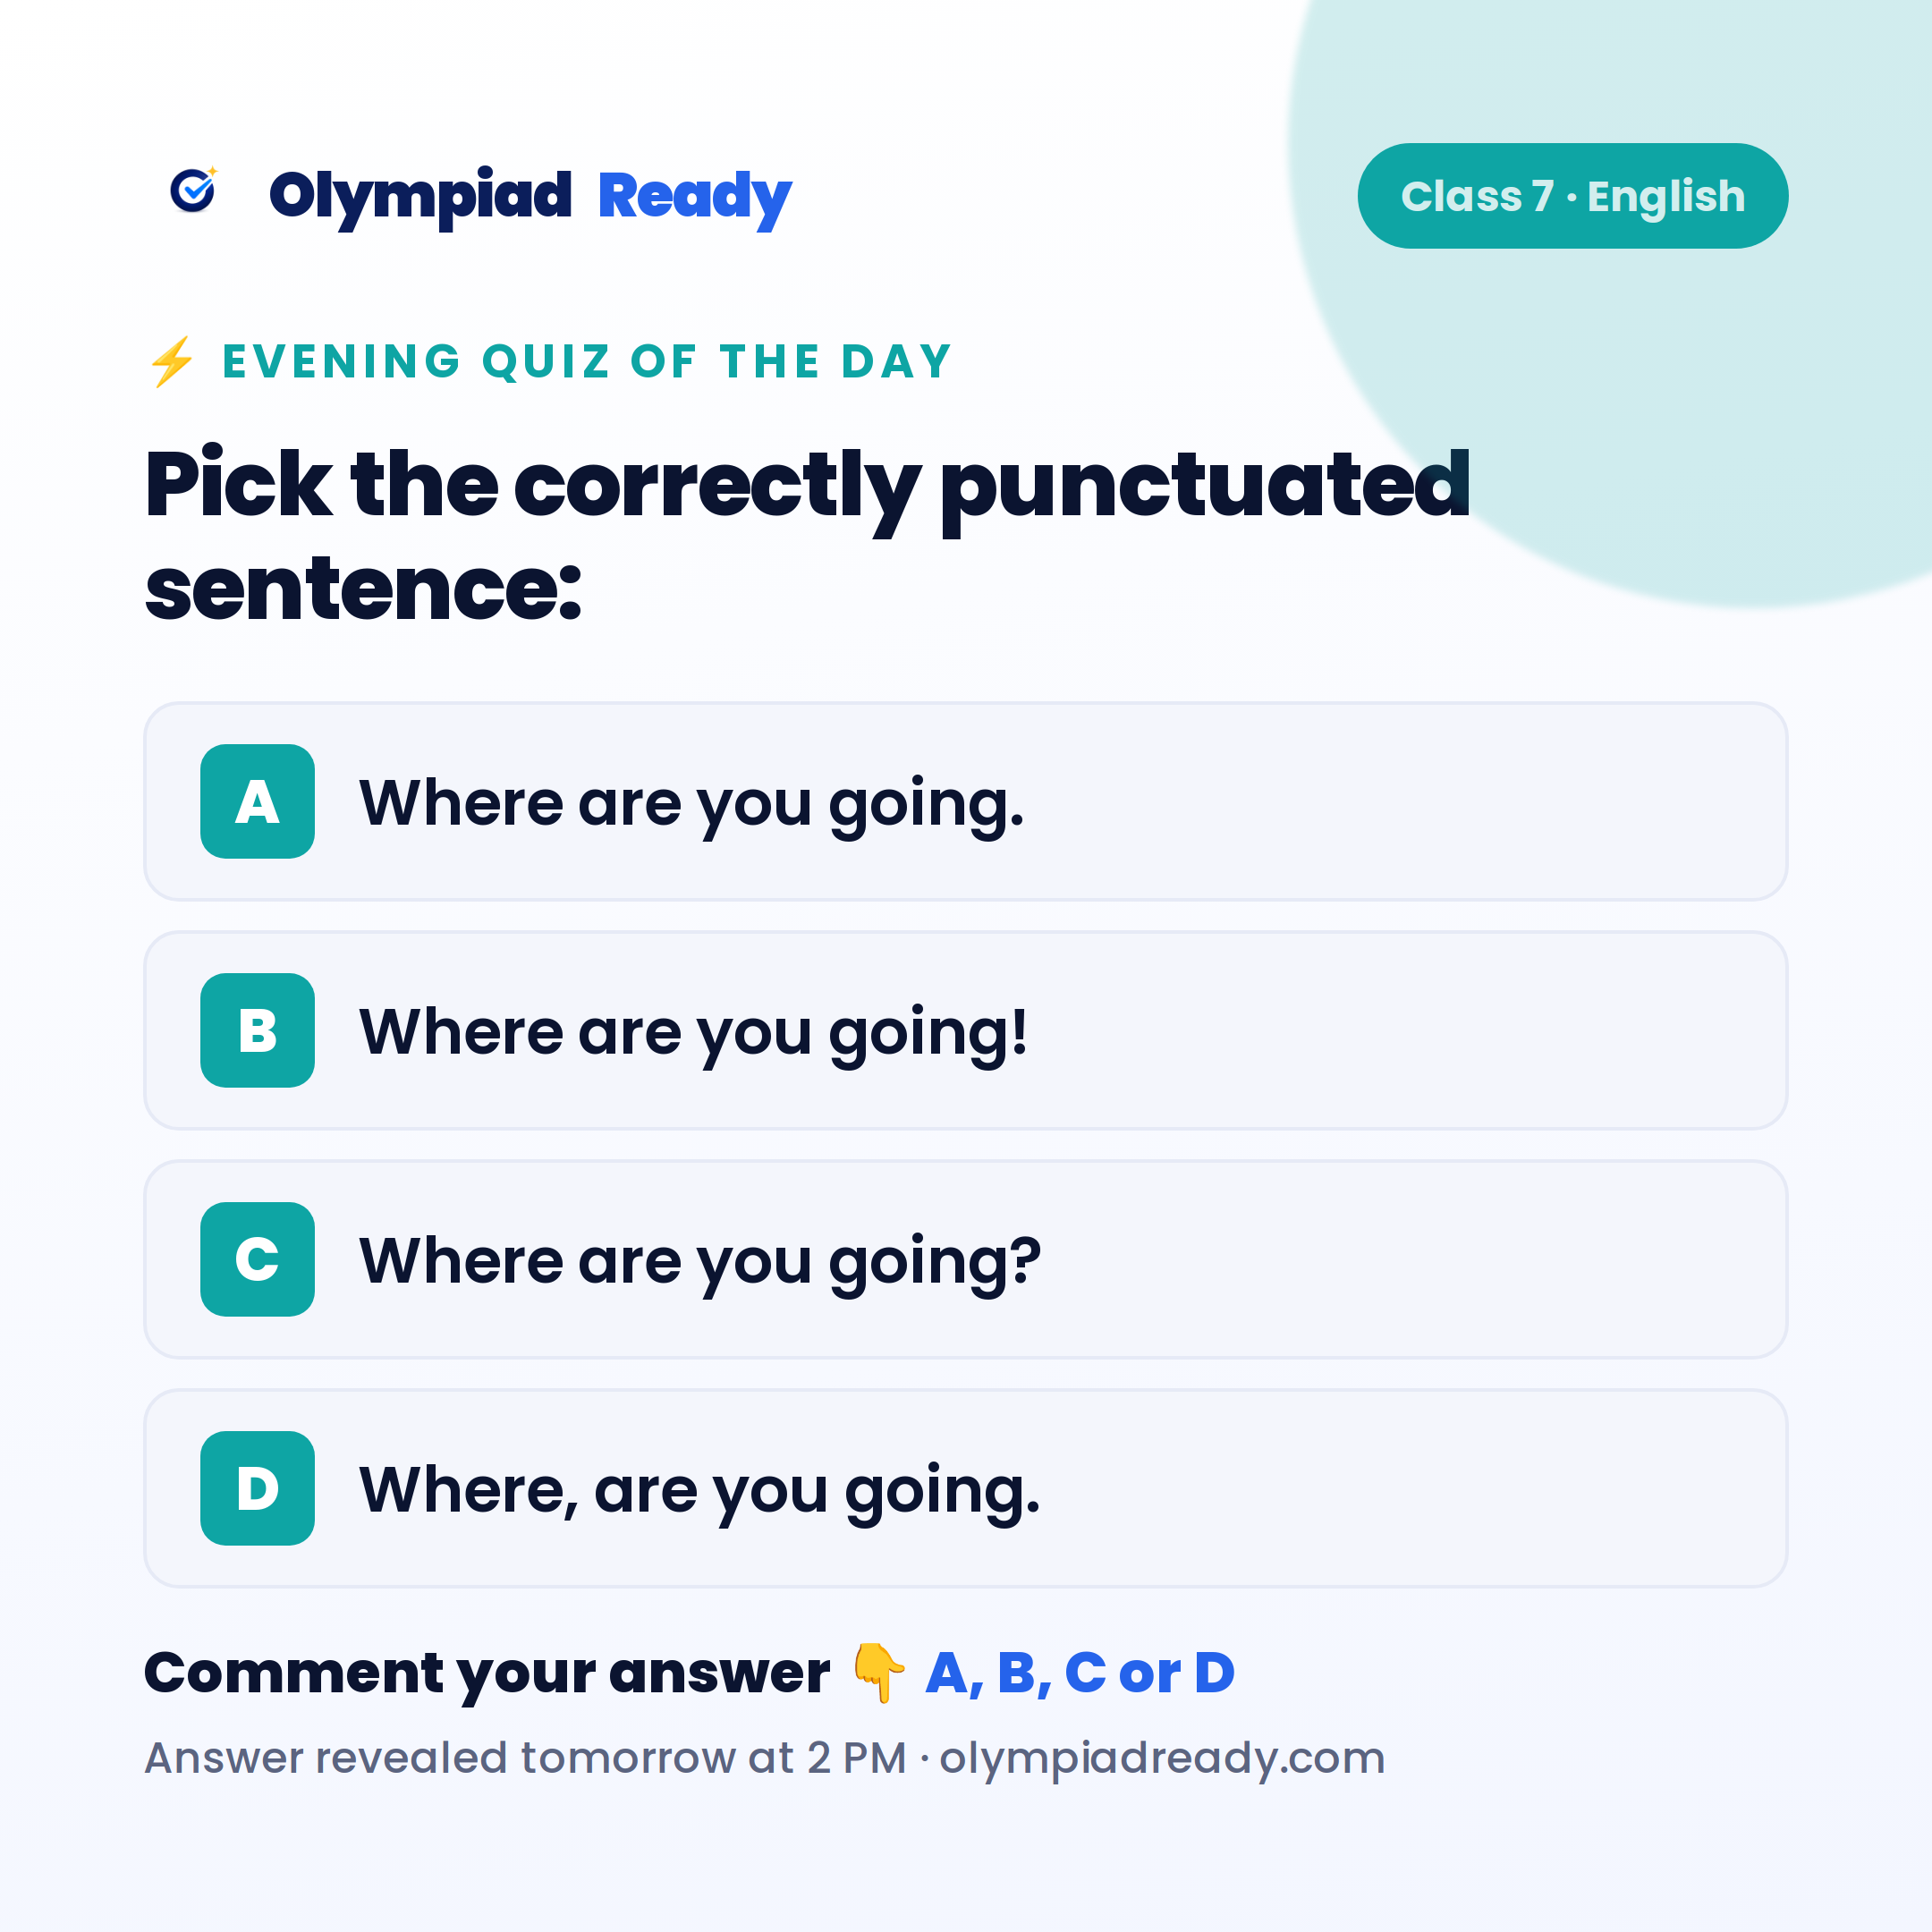 Olympiad Ready
Class 7 · English
⚡ EVENING QUIZ OF THE DAY
Pick the correctly punctuated
sentence:
A Where are you going.
B Where are you going!
C Where are you going?
D Where, are you going.
Comment your answer 👇 A, B, C or D
Answer revealed tomorrow at 2 PM · olympiadready.com